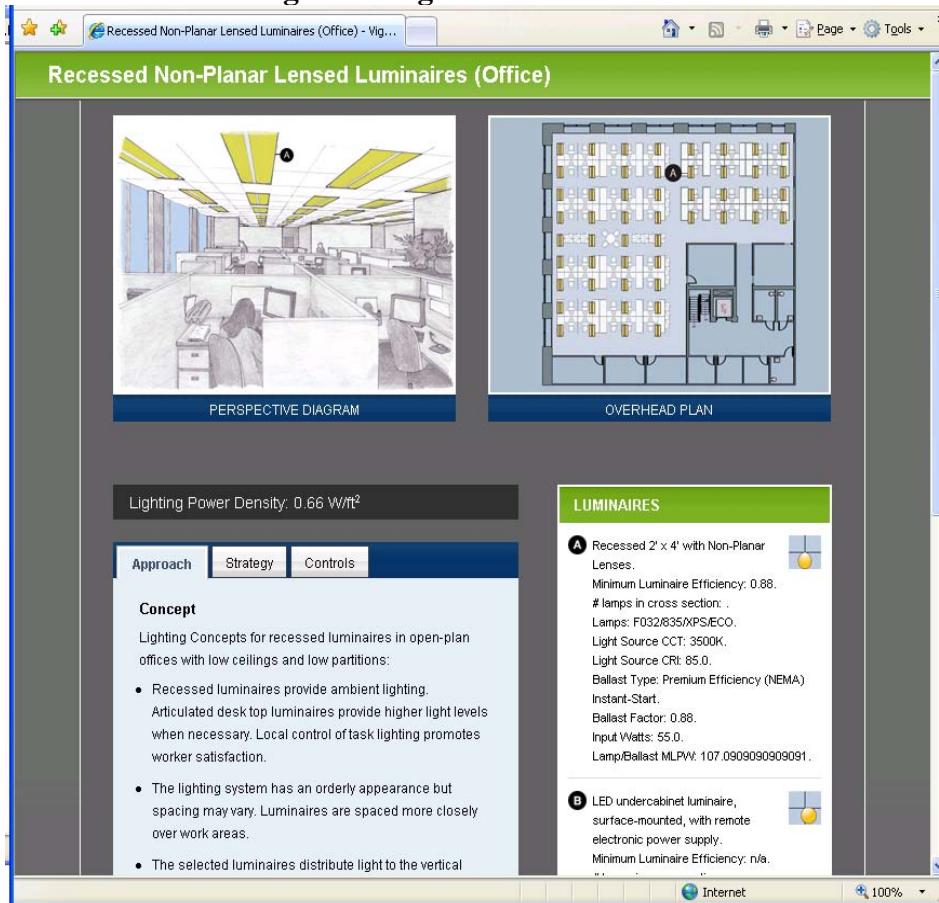 Recessed Non-Planar Lensed Luminaires (Office) - Vig...
Page
Tools
Recessed Non-Planar Lensed Luminaires (Office)
A
A
PERSPECTIVE DIAGRAM
OVERHEAD PLAN
Lighting Power Density: 0.66 W/ft²
Approach
Strategy
Controls
Concept
Lighting Concepts for recessed luminaires in open-plan
offices with low ceilings and low partitions:
• Recessed luminaires provide ambient lighting.
Articulated desk top luminaires provide higher light levels
when necessary. Local control of task lighting promotes
worker satisfaction.
• The lighting system has an orderly appearance but
spacing may vary. Luminaires are spaced more closely
over work areas.
• The selected luminaires distribute light to the vertical
LUMINAIRES
A Recessed 2' x 4' with Non-Planar
Lenses.
Minimum Luminaire Efficiency: 0.88.
# lamps in cross section: .
Lamps: F032/835/XPS/ECO.
Light Source CCT: 3500K.
Light Source CRI: 85.0.
Ballast Type: Premium Efficiency (NEMA)
Instant-Start.
Ballast Factor: 0.88.
Input Watts: 55.0.
Lamp/Ballast MLPW: 107.0909090909091.
B LED undercabinet luminaire,
surface-mounted, with remote
electronic power supply.
Minimum Luminaire Efficiency: n/a.
Internet
100%